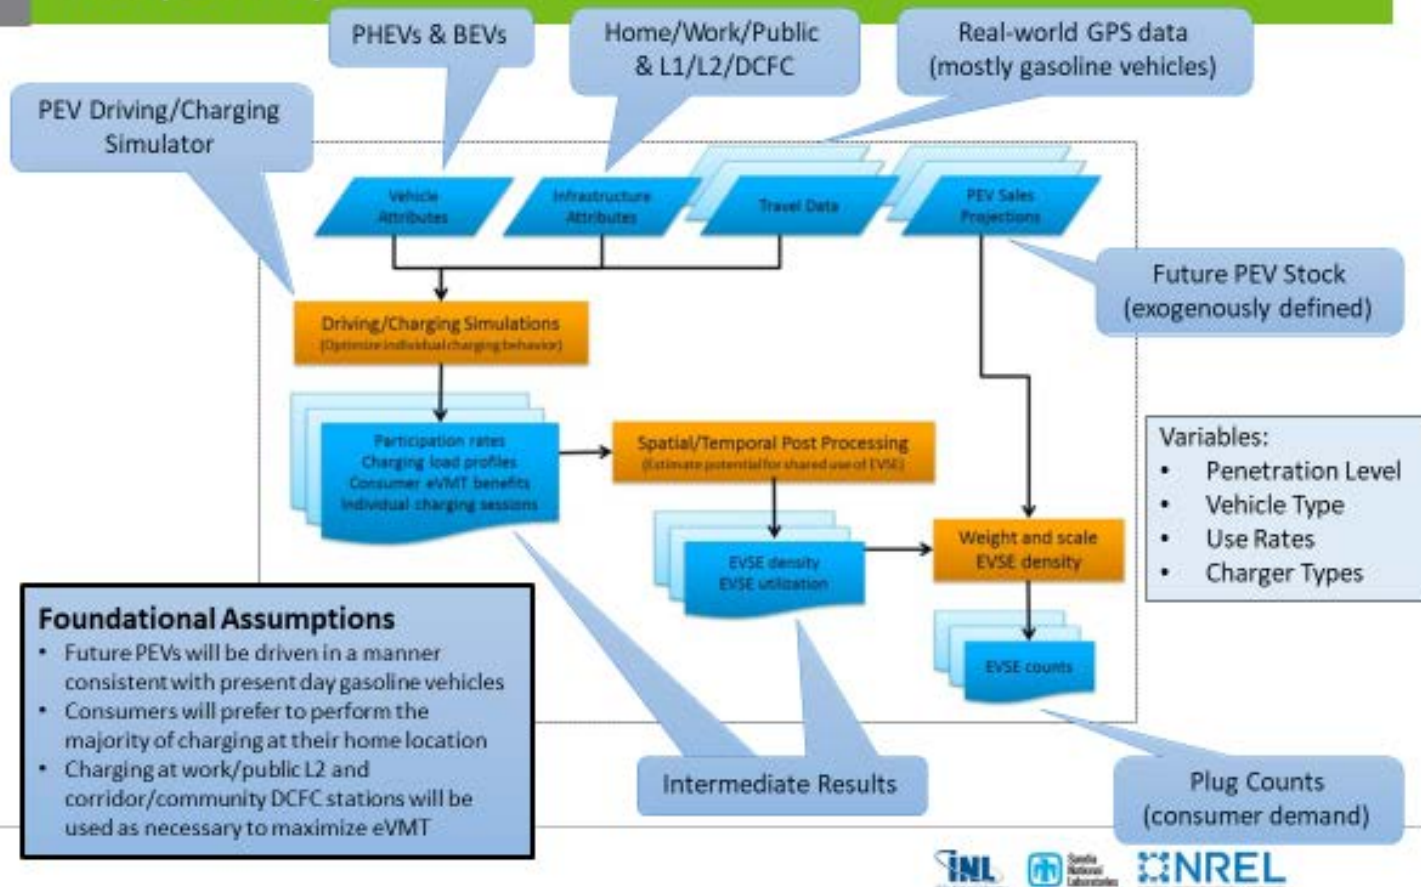 PHEVs & BEVs
Home/Work/Public
& L1/L2/DCFC
Real-world GPS data
(mostly gasoline vehicles)
PEV Driving/Charging
Simulator
Vehicle
Attributes
Infrastructure
Attributes
Travel Data
PEV Sales
Projections
Future PEV Stock
(exogenously defined)
Driving/Charging Simulations
(Optimize individual charging behavior)
Participation rates
Charging load profiles
Consumer eVMT benefits
Individual charging sessions
Spatial/Temporal Post Processing
(Estimate potential for shared use of EVSE)
Variables:
• Penetration Level
• Vehicle Type
• Use Rates
• Charger Types
EVSE density
EVSE utilization
Weight and scale
EVSE density
EVSE counts
Foundational Assumptions
• Future PEVs will be driven in a manner
consistent with present day gasoline vehicles
• Consumers will prefer to perform the
majority of charging at their home location
• Charging at work/public L2 and
corridor/community DCFC stations will be
used as necessary to maximize eVMT
Intermediate Results
Plug Counts
(consumer demand)
INL
Sandia
National
Laboratories
NREL